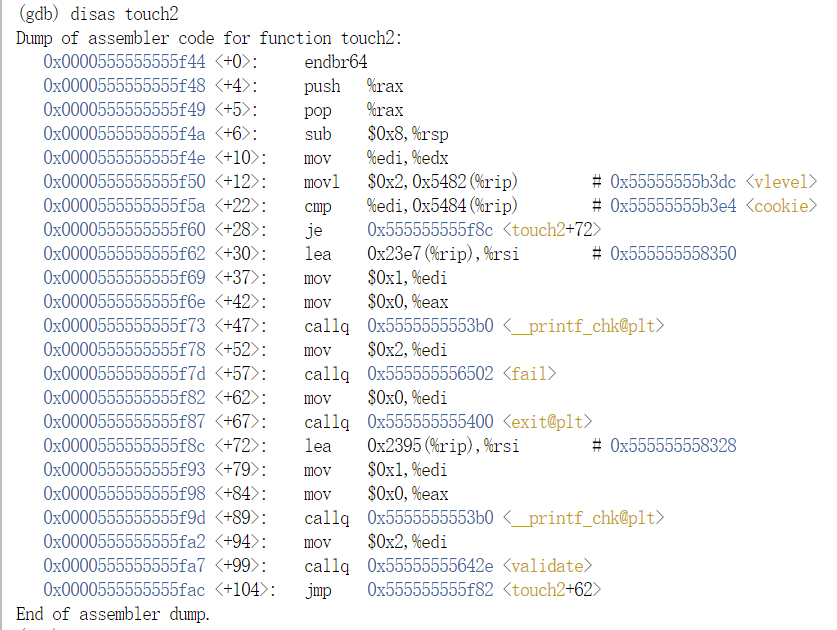 (gdb) disas touch2
Dump of assembler code for function touch2:
   0x0000555555555f44 <+0>:     endbr64
   0x0000555555555f48 <+4>:     push   %rax
   0x0000555555555f49 <+5>:     pop    %rax
   0x0000555555555f4a <+6>:     sub    $0x8,%rsp
   0x0000555555555f4e <+10>:    mov    %edi,%edx
   0x0000555555555f50 <+12>:    movl   $0x2,0x5482(%rip)        # 0x55555555b3dc <vlevel>
   0x0000555555555f5a <+22>:    cmp    %edi,0x5484(%rip)        # 0x55555555b3e4 <cookie>
   0x0000555555555f60 <+28>:    je     0x555555555f8c <touch2+72>
   0x0000555555555f62 <+30>:    lea    0x23e7(%rip),%rsi        # 0x555555558350
   0x0000555555555f69 <+37>:    mov    $0x1,%edi
   0x0000555555555f6e <+42>:    mov    $0x0,%eax
   0x0000555555555f73 <+47>:    callq  0x5555555553b0 <__printf_chk@plt>
   0x0000555555555f78 <+52>:    mov    $0x2,%edi
   0x0000555555555f7d <+57>:    callq  0x555555556502 <fail>
   0x0000555555555f82 <+62>:    mov    $0x0,%edi
   0x0000555555555f87 <+67>:    callq  0x555555555400 <exit@plt>
   0x0000555555555f8c <+72>:    lea    0x2395(%rip),%rsi        # 0x555555558328
   0x0000555555555f93 <+79>:    mov    $0x1,%edi
   0x0000555555555f98 <+84>:    mov    $0x0,%eax
   0x0000555555555f9d <+89>:    callq  0x5555555553b0 <__printf_chk@plt>
   0x0000555555555fa2 <+94>:    mov    $0x2,%edi
   0x0000555555555fa7 <+99>:    callq  0x55555555642e <validate>
   0x0000555555555fac <+104>:   jmp    0x555555555f82 <touch2+62>
End of assembler dump.